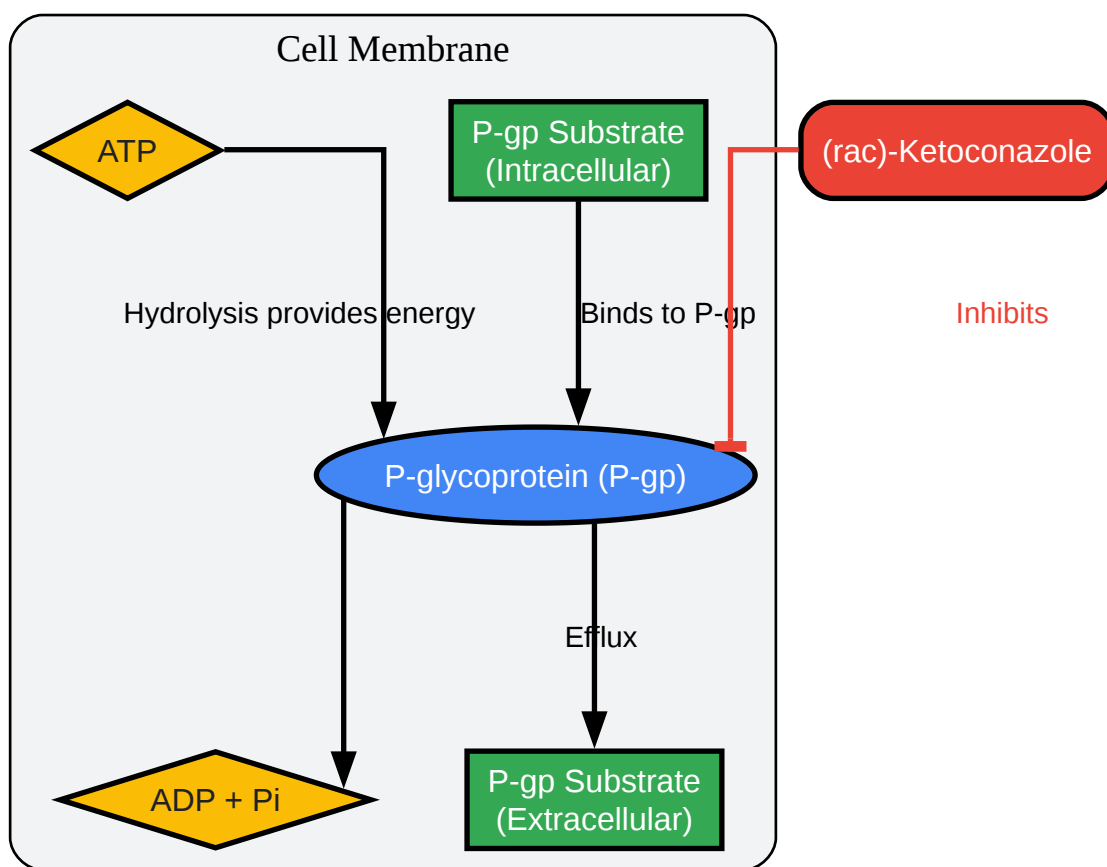 Cell Membrane
ATP
P-gp Substrate
(Intracellular)
(rac)-Ketoconazole
Hydrolysis provides energy
Binds to P-gp
Inhibits
P-glycoprotein (P-gp)
Efflux
ADP + Pi
P-gp Substrate
(Extracellular)